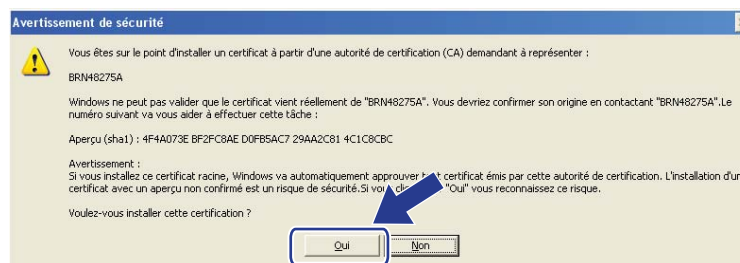 Avertissement de sécurité
Vous êtes sur le point d'installer un certificat à partir d'une autorité de certification (CA) demandant à représenter :
BRN48275A
Windows ne peut pas valider que le certificat vient réellement de "BRN48275A". Vous devriez confirmer son origine en contactant "BRN48275A".Le
numéro suivant va vous aider à effectuer cette tâche :
Aperçu (sha1) : 4F4A073E BF2FC8AE D0FB5AC7 29AA2C81 4C1C8CBC
Avertissement :
Si vous installez ce certificat racine, Windows va automatiquement approuver certificat émis par cette autorité de certification. L'installation d'un
certificat avec un aperçu non confirmé est un risque de sécurité.Si "Oui" vous reconnaissez ce risque.
Voulez-vous installer cette certification ?
Oui Non